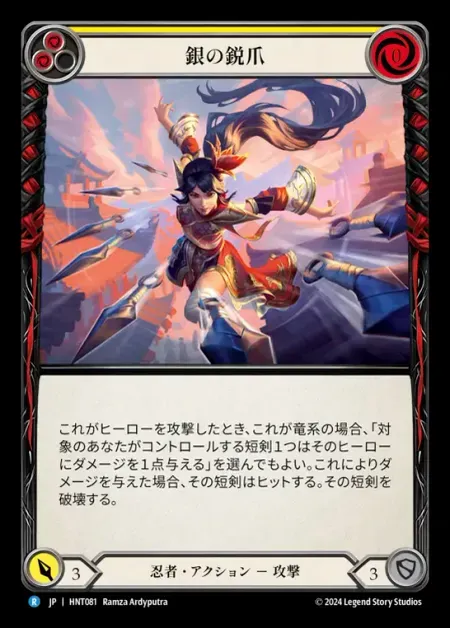 銀の鋭爪
0
これがヒーローを攻撃したとき、これが竜系の場合、「対
象のあなたがコントロールする短剣1つはそのヒーロー
にダメージを1点与える」を選んでもよい。これによりダ
メージを与えた場合、その短剣はヒットする。その短剣を
破壊する。
3 忍者・アクション ー 攻撃 3
R JP | HNT081 Ramza Ardyputra © 2024 Legend Story Studios